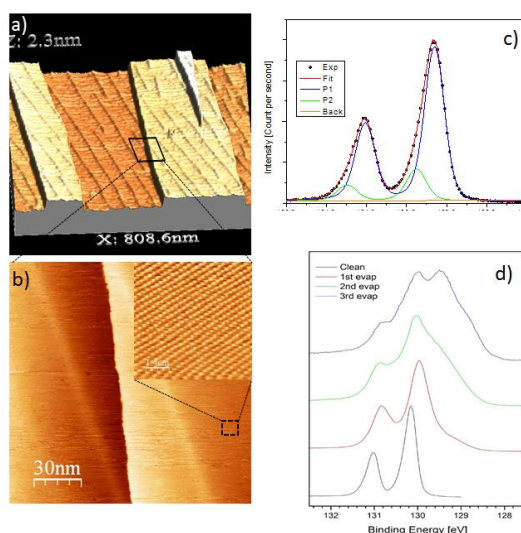 a)
Z: 2.3nm
X: 808.6nm
b)
30nm
c)
Intensity [Count per second]
Exp
Fit
P1
P2
Back
d)
Clean
1st evap
2nd evap
3rd evap
132 131 130 129 128
Binding Energy [eV]